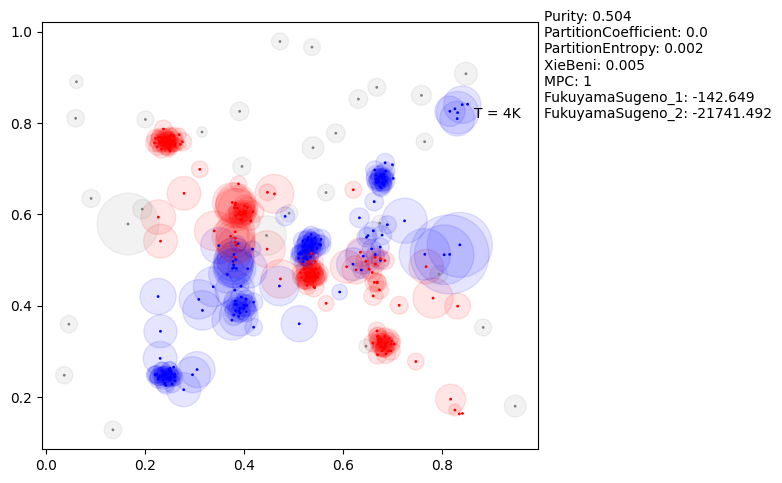 Purity: 0.504
PartitionCoefficient: 0.0
PartitionEntropy: 0.002
XieBeni: 0.005
MPC: 1
FukuyamaSugeno_1: -142.649
FukuyamaSugeno_2: -21741.492
T = 4K
1.0
0.8
0.6
0.4
0.2
0.0 0.2 0.4 0.6 0.8